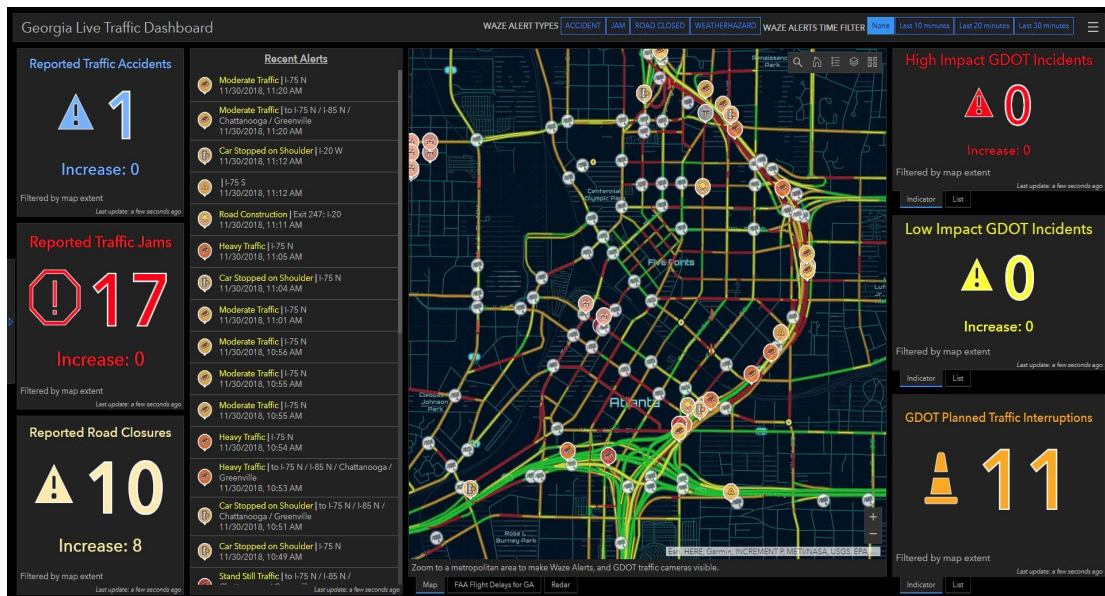 Georgia Live Traffic Dashboard
WAZE ALERT TYPES
ACCIDENT
JAM
ROAD CLOSED
WEATHERHAZARD
WAZE ALERTS TIME FILTER
None
Last 10 minutes
Last 20 minutes
Last 30 minutes
Reported Traffic Accidents
1
Increase: 0
Filtered by map extent
Last update: a few seconds ago
Reported Traffic Jams
17
Increase: 0
Filtered by map extent
Last update: a few seconds ago
Reported Road Closures
10
Increase: 8
Filtered by map extent
Last update: a few seconds ago
Recent Alerts
Moderate Traffic | I-75 N
11/30/2018, 11:20 AM
Moderate Traffic | to I-75 N / I-85 N /
Chattanooga / Greenville
11/30/2018, 11:20 AM
Car Stopped on Shoulder | I-20 W
11/30/2018, 11:12 AM
| I-75 S
11/30/2018, 11:12 AM
Road Construction | Exit 247: I-20
11/30/2018, 11:11 AM
Heavy Traffic | I-75 N
11/30/2018, 11:05 AM
Car Stopped on Shoulder | I-75 N
11/30/2018, 11:04 AM
Moderate Traffic | I-75 N
11/30/2018, 11:01 AM
Moderate Traffic | I-75 N
11/30/2018, 10:56 AM
Moderate Traffic | I-75 N
11/30/2018, 10:55 AM
Moderate Traffic | I-75 N
11/30/2018, 10:55 AM
Heavy Traffic | I-75 N
11/30/2018, 10:54 AM
Heavy Traffic | to I-75 N / I-85 N / Chattanooga /
Greenville
11/30/2018, 10:53 AM
Car Stopped on Shoulder | to I-75 N / I-85 N /
Chattanooga / Greenville
11/30/2018, 10:51 AM
Car Stopped on Shoulder | I-75 N
11/30/2018, 10:49 AM
Stand Still Traffic | to I-75 N / I-85 N /
Last update: a few seconds ago
Park
Centennial
Olympic Park
Five Points
Johnson
Park
Atlanta
Rosa L
Burney Park
+
−
Esri, HERE, Garmin, INCREMENT P, METI/NASA, USGS, EPA
Zoom to a metropolitan area to make Waze Alerts, and GDOT traffic cameras visible.
Map
FAA Flight Delays for GA
Radar
High Impact GDOT Incidents
0
Increase: 0
Filtered by map extent
Last update: a few seconds ago
Indicator
List
Low Impact GDOT Incidents
0
Increase: 0
Filtered by map extent
Last update: a few seconds ago
Indicator
List
GDOT Planned Traffic Interruptions
11
Filtered by map extent
Last update: a few seconds ago
Indicator
List